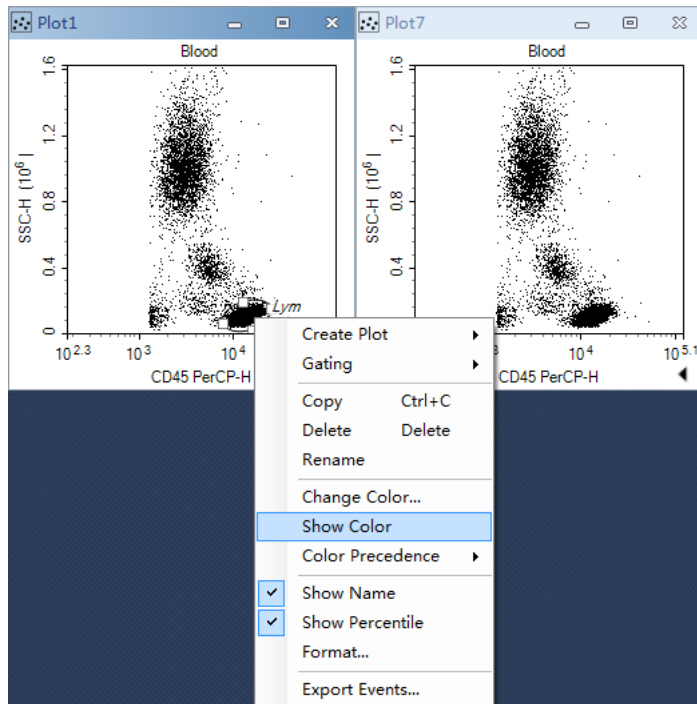 Plot1
Plot7
Blood
Blood
1.6
1.2
0.8
0.4
0
SSC-H (10^6 |
1.6
1.2
0.8
0.4
SSC-H (10^6 |
Lym
10^2.3 10^3 10^4
CD45 PerCP-H
10^4 10^5.1
CD45 PerCP-H
Create Plot
Gating
Copy Ctrl+C
Delete Delete
Rename
Change Color...
Show Color
Color Precedence
Show Name
Show Percentile
Format...
Export Events...